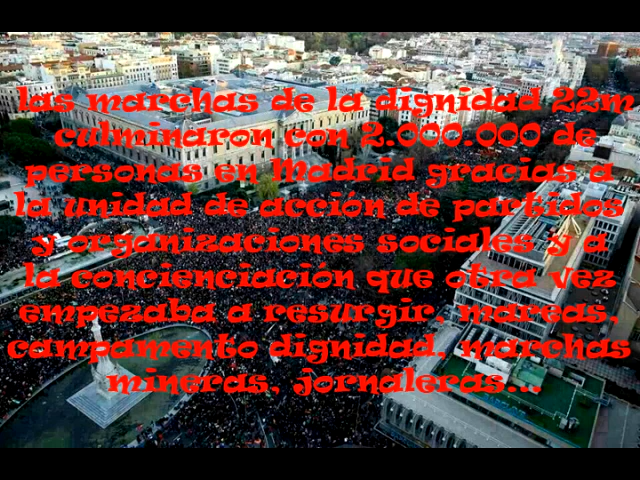 las marchas de la dignidad 22m
culminaron con 2.000.000 de
personas en Madrid gracias a
la unidad de acción de partidos
y organizaciones sociales y a
la concienciación que otra vez
empezaba a resurgir, mareas,
campamento dignidad, marchas
mineras, jornaleras...